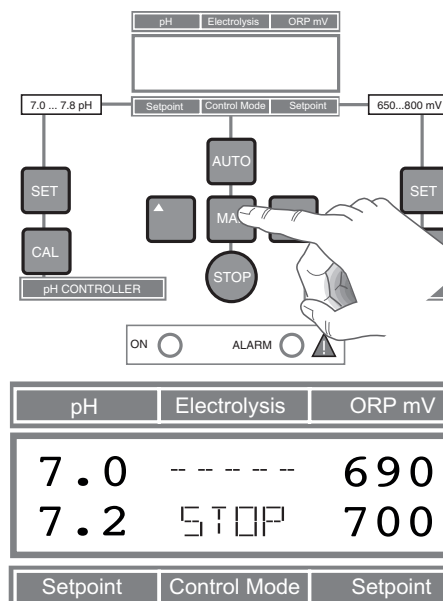 pH Electrolysis ORP mV
7.0 ... 7.8 pH Setpoint Control Mode Setpoint 650...800 mV
AUTO
SET SET
CAL
STOP
pH CONTROLLER
ON ALARM !
pH Electrolysis ORP mV
7.0 ----- 690
7.2 STOP 700
Setpoint Control Mode Setpoint